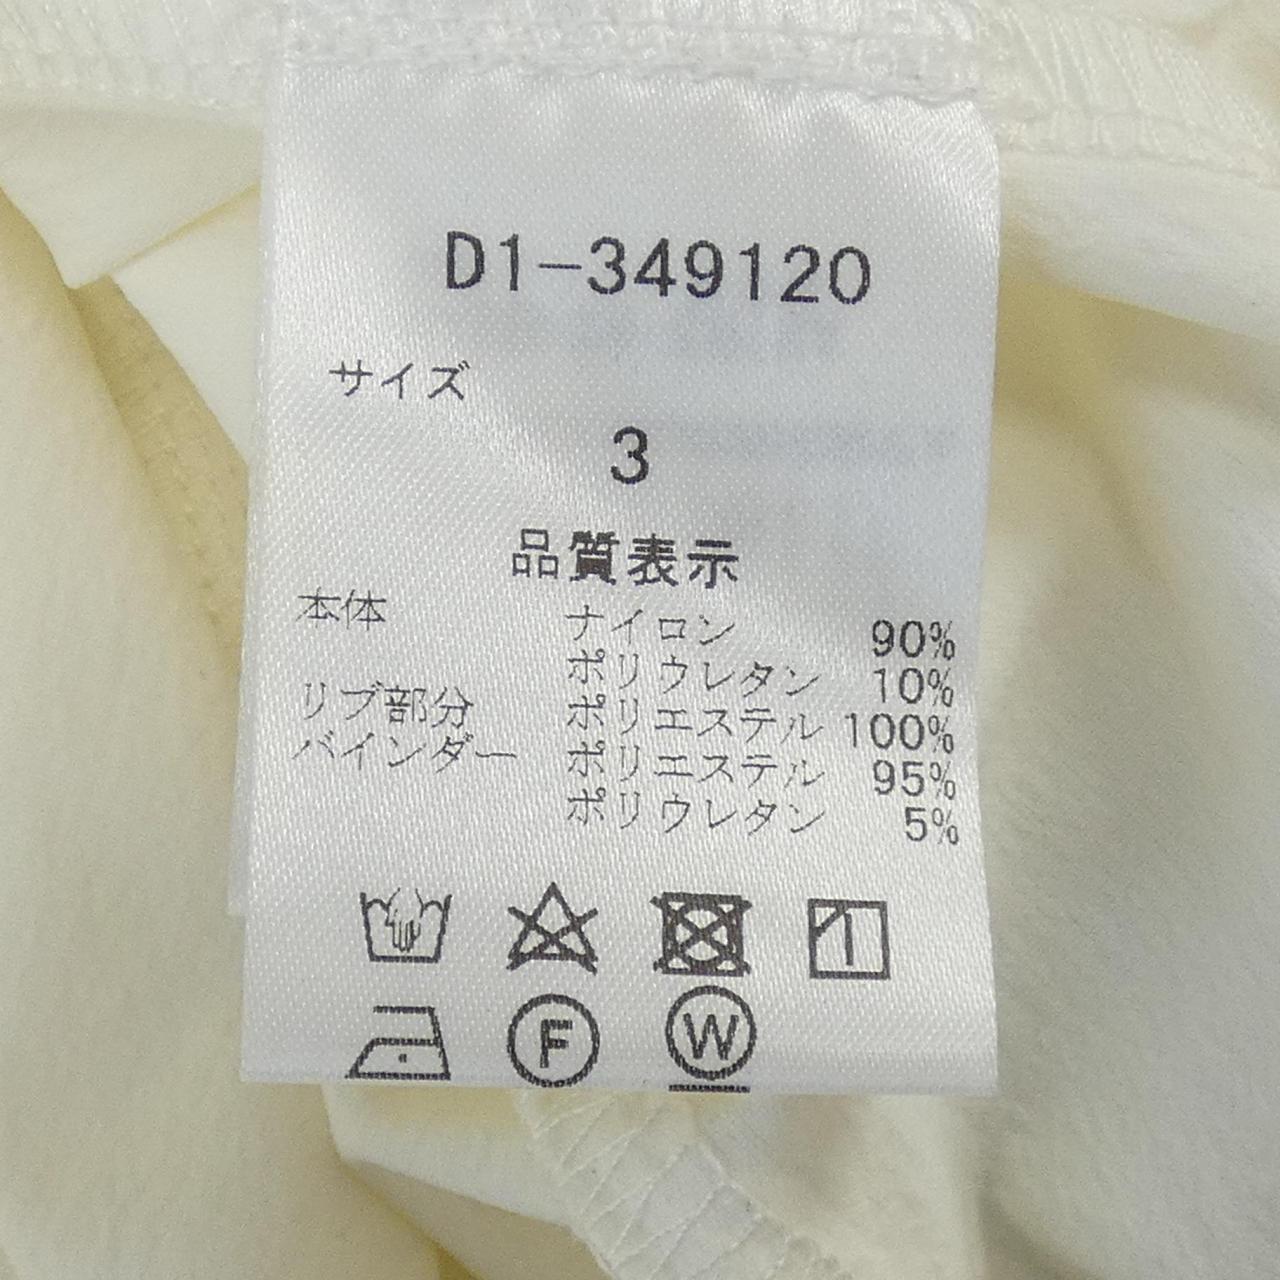 D1-349120
サイズ
3
品質表示
本体 ナイロン 90%
ポリウレタン 10%
リブ部分 ポリエステル 100%
バインダー ポリエステル 95%
ポリウレタン 5%
1
F W